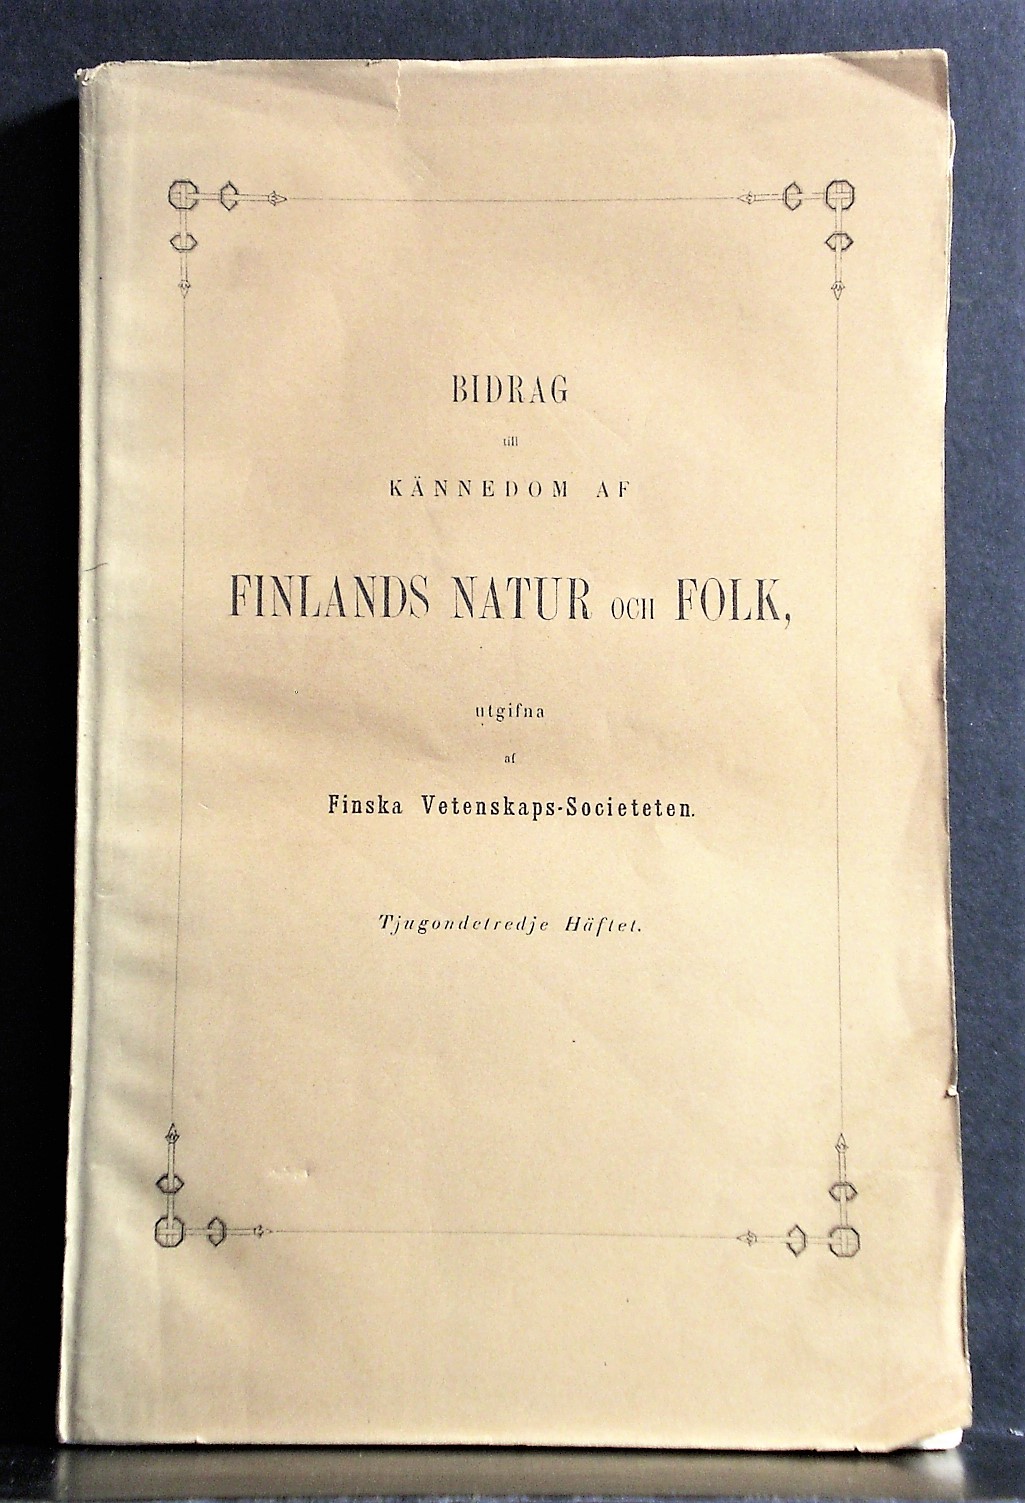 BIDRAG
till
KÄNNEDOM AF
FINLANDS NATUR OCH FOLK,
utgifna
af
Finska Vetenskaps-Societeten.
Tjugondetredje Häftet.